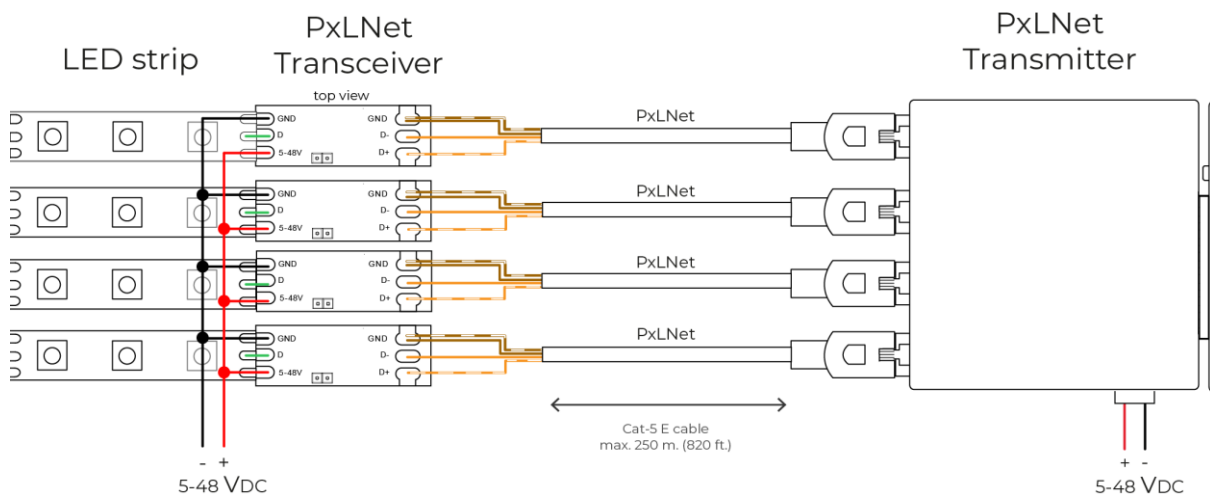 LED strip
PxLNet
Transceiver
top view
PxLNet
Transmitter
GND
D
5-48V
GND
D-
D+
PxLNet
GND
D
5-48V
GND
D-
D+
PxLNet
GND
D
5-48V
GND
D-
D+
PxLNet
GND
D
5-48V
GND
D-
D+
PxLNet
Cat-5 E cable
max. 250 m. (820 ft.)
- +
5-48 VDC
+ -
5-48 VDC